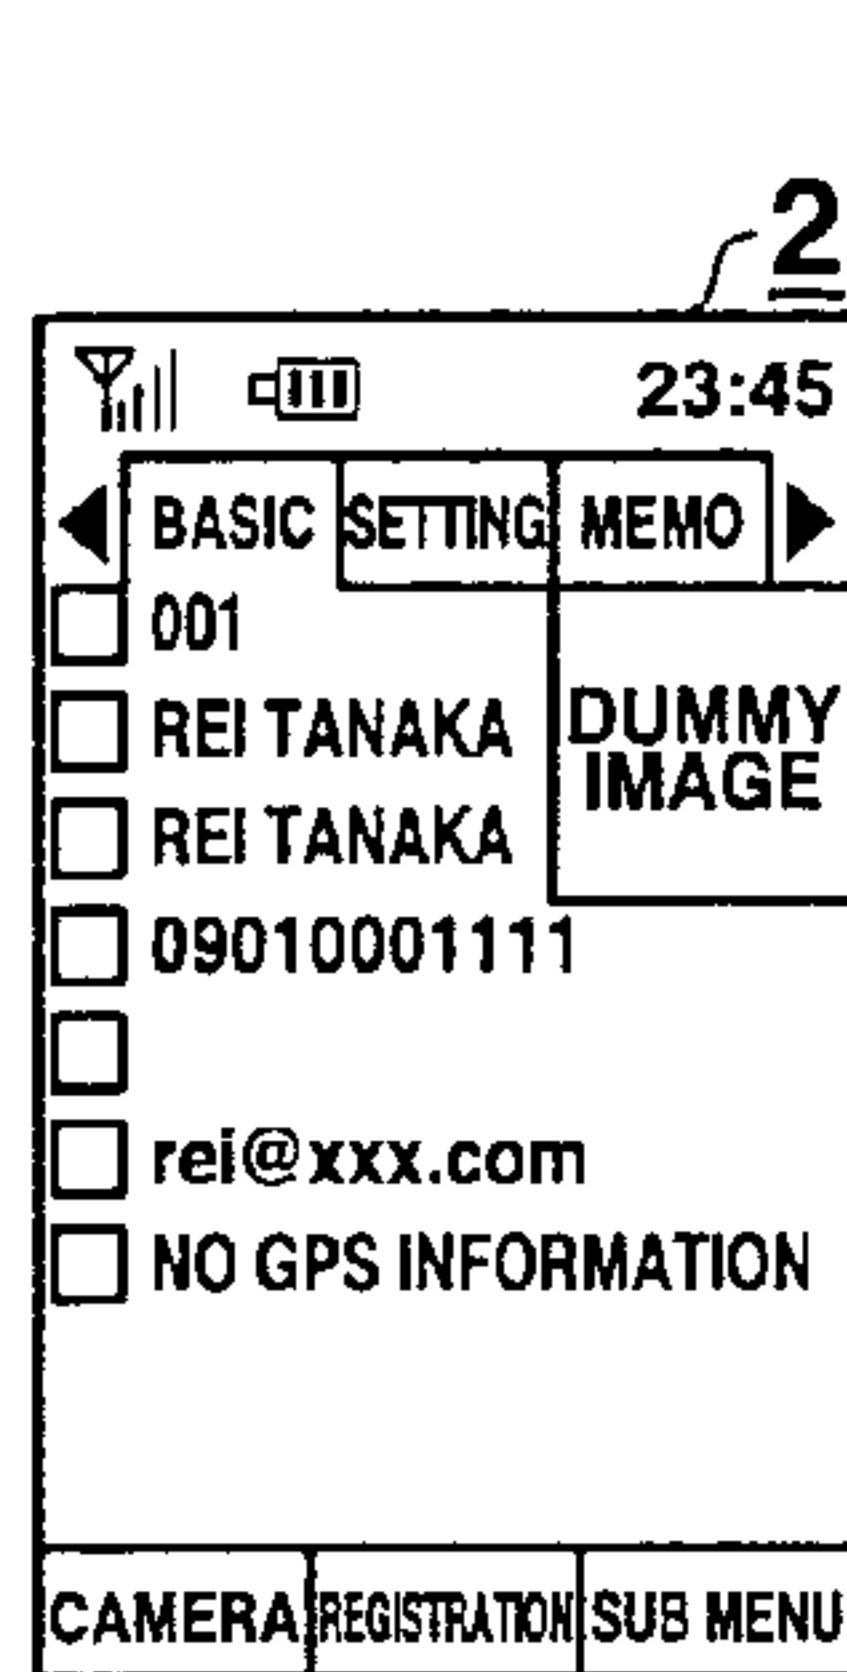 2
23:45
BASIC SETTING MEMO
001
REI TANAKA
DUMMY
IMAGE
REI TANAKA
09010001111
rei@xxx.com
NO GPS INFORMATION
CAMERA REGISTRATION SUB MENU